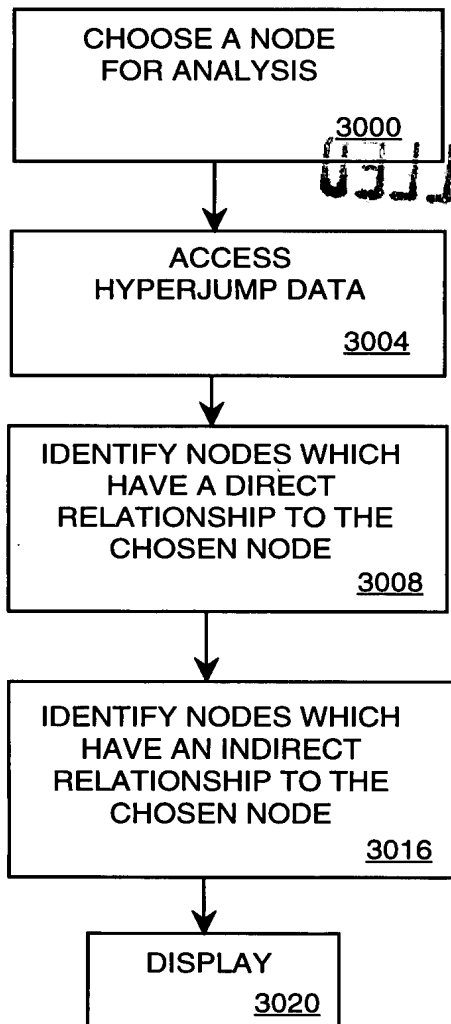 CHOOSE A NODE
FOR ANALYSIS
3000
ACCESS
HYPERJUMP DATA
3004
IDENTIFY NODES WHICH
HAVE A DIRECT
RELATIONSHIP TO THE
CHOSEN NODE
3008
IDENTIFY NODES WHICH
HAVE AN INDIRECT
RELATIONSHIP TO THE
CHOSEN NODE
3016
DISPLAY
3020